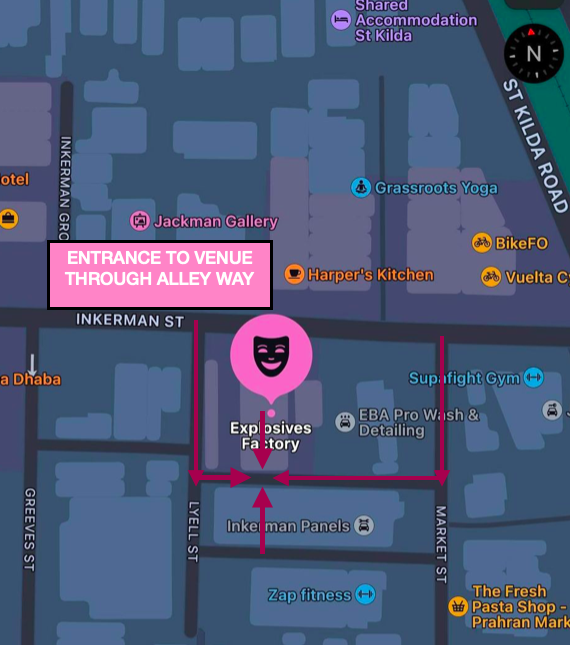 Shared
Accommodation
St Kilda
N
ST KILDA ROAD
INKERMAN GRO
otel
Grassroots Yoga
Jackman Gallery
BikeFO
ENTRANCE TO VENUE
THROUGH ALLEY WAY
Harper's Kitchen
Vuelta Cy
INKERMAN ST
a Dhaba
Supafight Gym
EBA Pro Wash &
Detailing
Explosives
Factory
GREEVES ST
LYELL ST
Inkerman Panels
MARKET ST
Zap fitness
The Fresh
Pasta Shop -
Prahran Mark